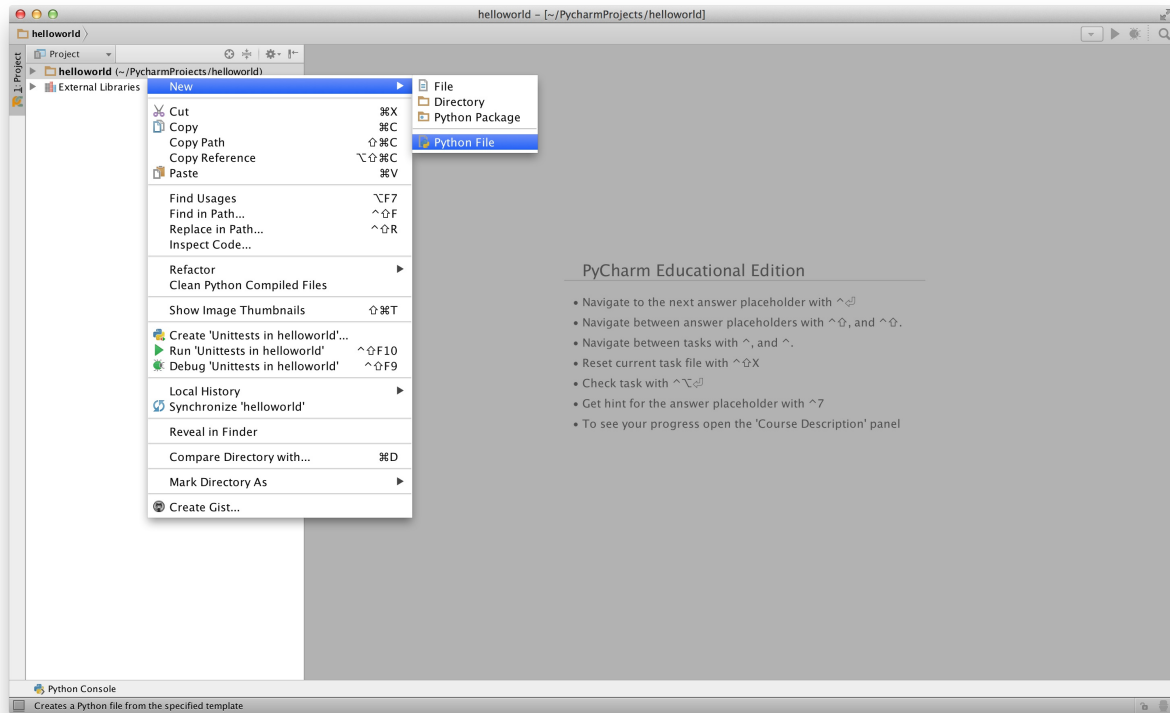 helloworld – [~/PycharmProjects/helloworld]
helloworld
Project
1: Project
helloworld (~/PycharmProjects/helloworld)
External Libraries
New
Cut ⌘X
Copy ⌘C
Copy Path ⇧⌘C
Copy Reference ⌥⇧⌘C
Paste ⌘V
Find Usages ⌥F7
Find in Path... ^⇧F
Replace in Path... ^⇧R
Inspect Code...
Refactor
Clean Python Compiled Files
Show Image Thumbnails ⇧⌘T
Create 'Unittests in helloworld'...
Run 'Unittests in helloworld' ^⇧F10
Debug 'Unittests in helloworld' ^⇧F9
Local History
Synchronize 'helloworld'
Reveal in Finder
Compare Directory with... ⌘D
Mark Directory As
Create Gist...
File
Directory
Python Package
Python File
PyCharm Educational Edition
• Navigate to the next answer placeholder with ^⏎
• Navigate between answer placeholders with ^⇧, and ^⇧.
• Navigate between tasks with ^, and ^.
• Reset current task file with ^⇧X
• Check task with ^⌥⏎
• Get hint for the answer placeholder with ^7
• To see your progress open the 'Course Description' panel
Python Console
Creates a Python file from the specified template